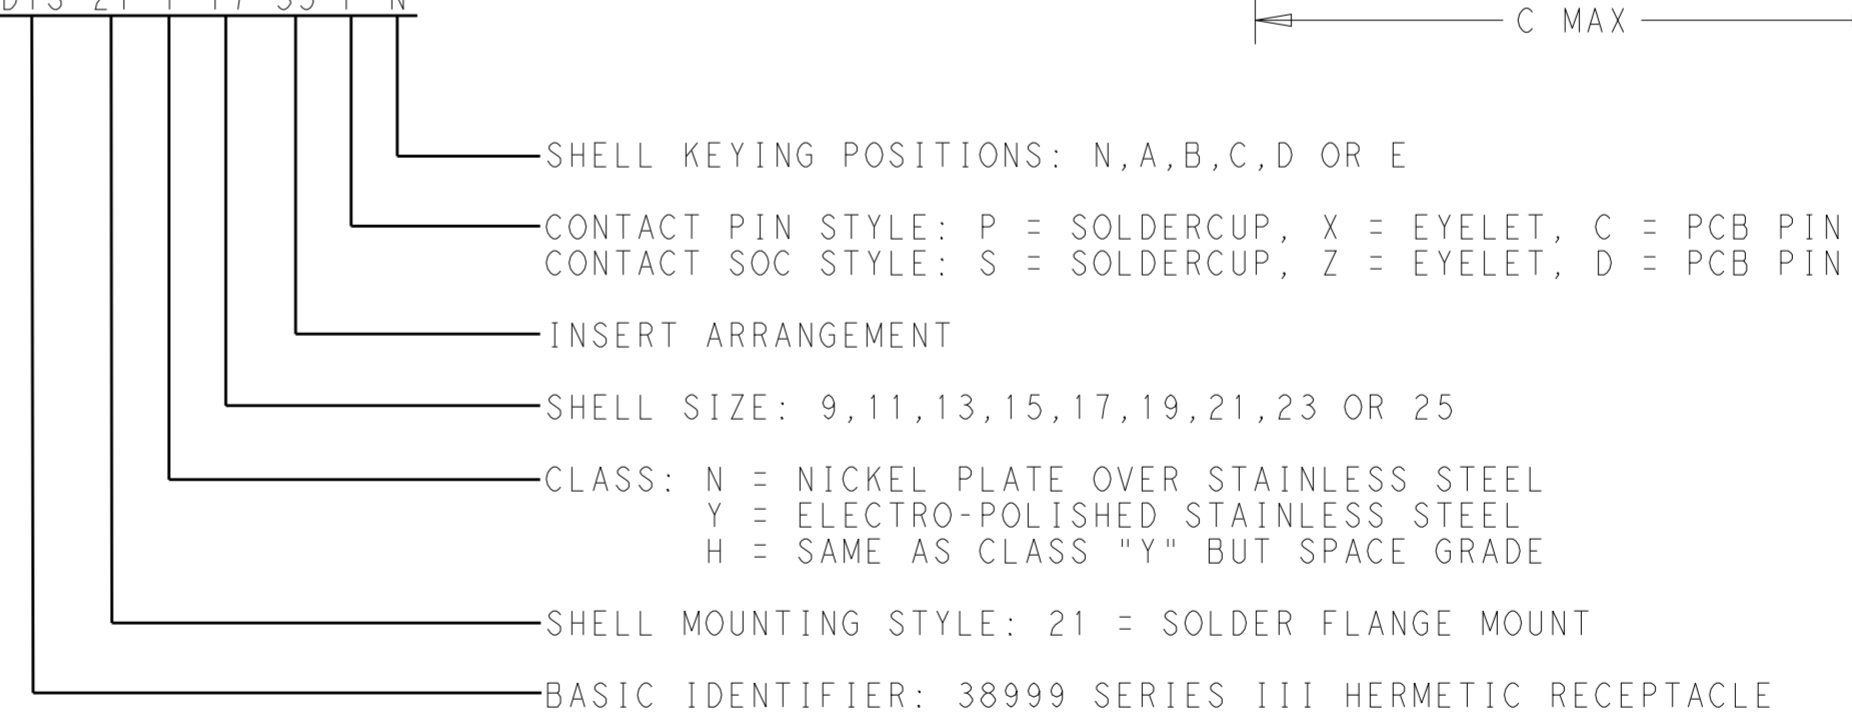 C MAX
SHELL KEYING POSITIONS: N,A,B,C,D OR E
CONTACT PIN STYLE: P = SOLDERCUP, X = EYELET, C = PCB PIN
CONTACT SOC STYLE: S = SOLDERCUP, Z = EYELET, D = PCB PIN
INSERT ARRANGEMENT
SHELL SIZE: 9,11,13,15,17,19,21,23 OR 25
CLASS: N = NICKEL PLATE OVER STAINLESS STEEL
Y = ELECTRO-POLISHED STAINLESS STEEL
H = SAME AS CLASS "Y" BUT SPACE GRADE
SHELL MOUNTING STYLE: 21 = SOLDER FLANGE MOUNT
BASIC IDENTIFIER: 38999 SERIES III HERMETIC RECEPTACLE